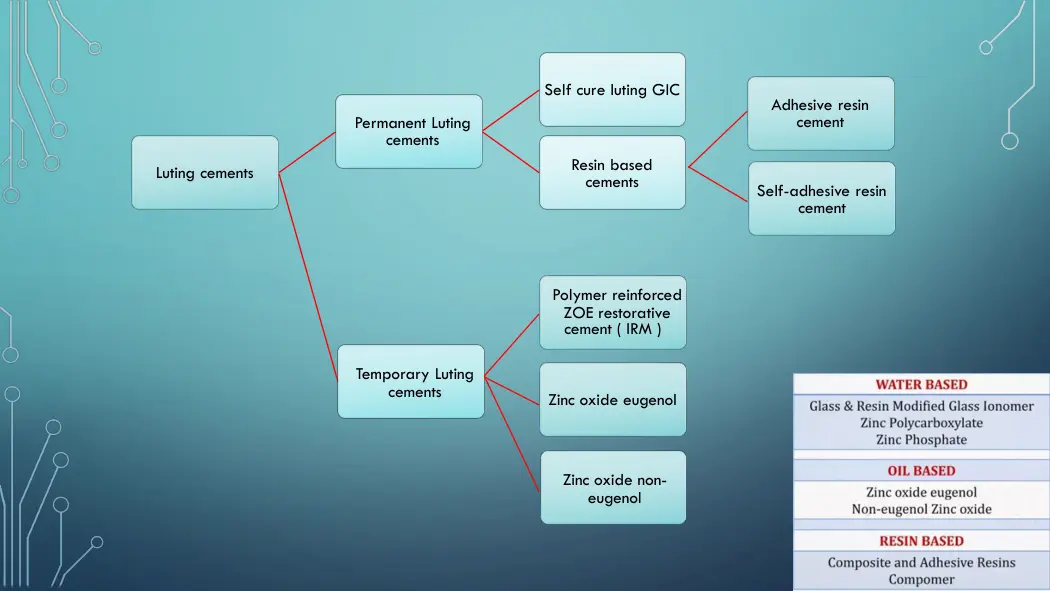 Luting cements
Permanent Luting
cements
Self cure luting GIC
Resin based
cements
Adhesive resin
cement
Self-adhesive resin
cement
Temporary Luting
cements
Polymer reinforced
ZOE restorative
cement ( IRM )
Zinc oxide eugenol
Zinc oxide non-
eugenol
WATER BASED
Glass & Resin Modified Glass Ionomer
Zinc Polycarboxylate
Zinc Phosphate
OIL BASED
Zinc oxide eugenol
Non-eugenol Zinc oxide
RESIN BASED
Composite and Adhesive Resins
Compomer